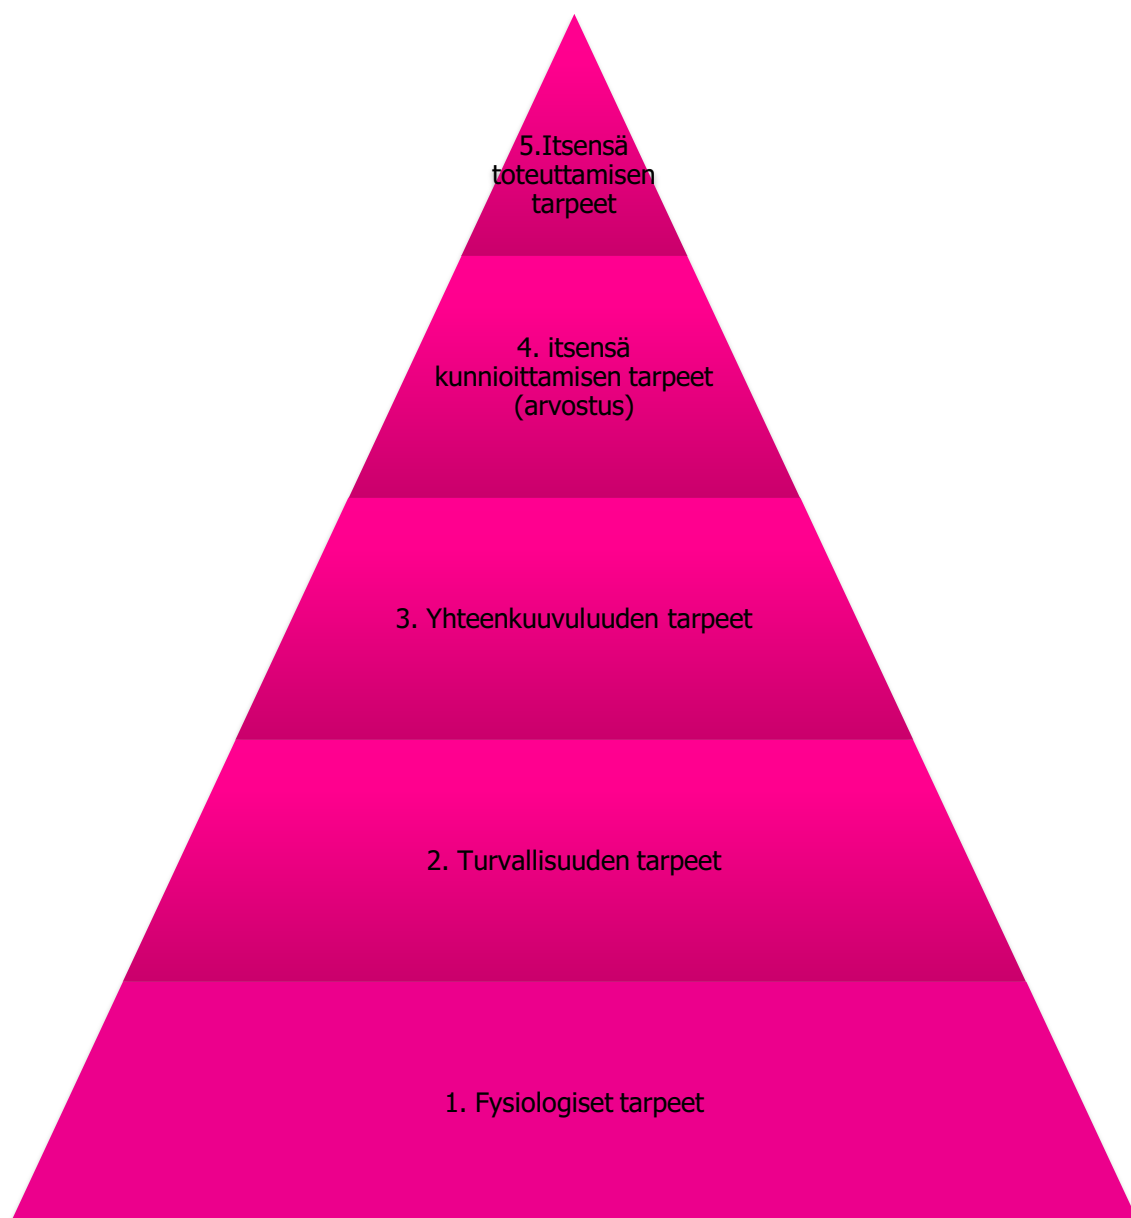 5.Itsensä
toteuttamisen
tarpeet
4. itsensä
kunnioittamisen tarpeet
(arvostus)
3. Yhteenkuuvuluuden tarpeet
2. Turvallisuuden tarpeet
1. Fysiologiset tarpeet